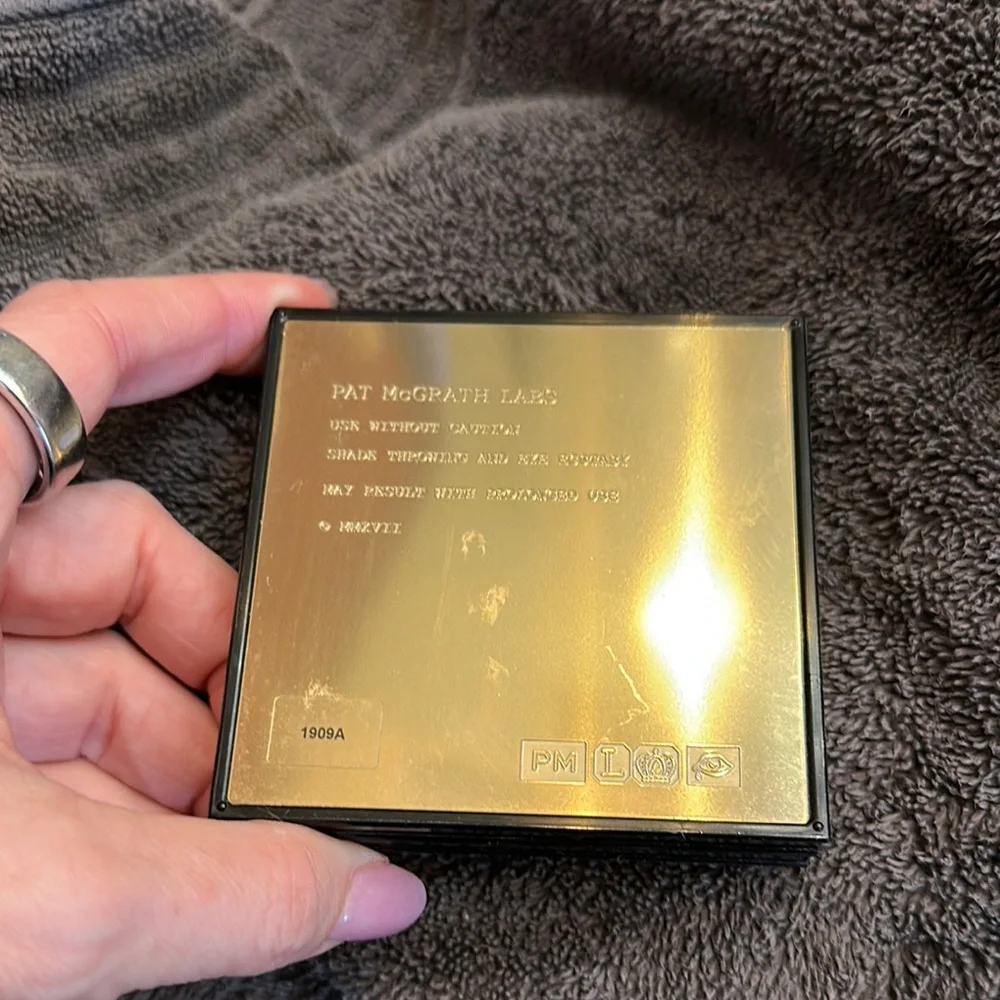 PAT McGRATH LABS
USE WITHOUT CAUTION
SHADE THROWING AND EYE ECSTASY
MAY RESULT WITH PROLONGED USE
© MMXVII
1909A
PM L